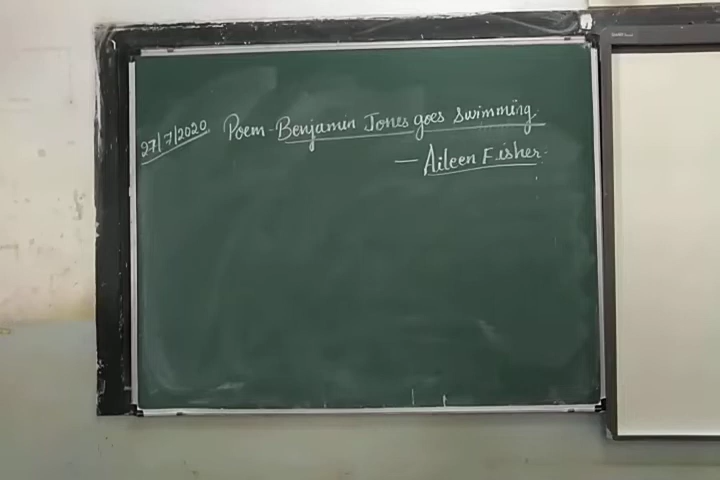 27/7/2020 Poem - Benjamin Jones goes swimming.
— Aileen Fisher.